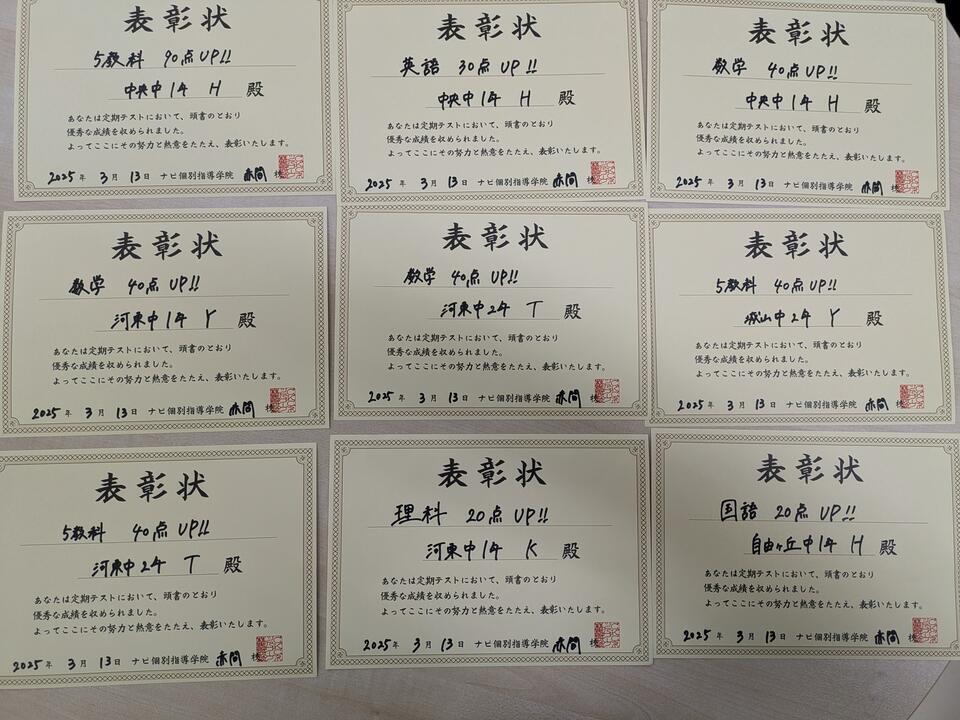 表彰状
5教科 90点 UP!!
中央中1年 H 殿
あなたは定期テストにおいて、頭書のとおり
優秀な成績を収められました。
よってここにその努力と熱意をたたえ、表彰いたします。
2025年 3月 13日 ナビ個別指導学院 赤間 校
表彰状
英語 30点 UP!!
中央中1年 H 殿
あなたは定期テストにおいて、頭書のとおり
優秀な成績を収められました。
よってここにその努力と熱意をたたえ、表彰いたします。
2025年 3月 13日 ナビ個別指導学院 赤間 校
表彰状
数学 40点 UP!!
中央中1年 H 殿
あなたは定期テストにおいて、頭書のとおり
優秀な成績を収められました。
よってここにその努力と熱意をたたえ、表彰いたします。
2025年 3月 13日 ナビ個別指導学院 赤間 校
表彰状
数学 40点 UP!!
河東中1年 Y 殿
あなたは定期テストにおいて、頭書のとおり
優秀な成績を収められました。
よってここにその努力と熱意をたたえ、表彰いたします。
2025年 3月 13日 ナビ個別指導学院 赤間 校
表彰状
数学 40点 UP!!
河東中2年 T 殿
あなたは定期テストにおいて、頭書のとおり
優秀な成績を収められました。
よってここにその努力と熱意をたたえ、表彰いたします。
2025年 3月 13日 ナビ個別指導学院 赤間 校
表彰状
5教科 40点 UP!!
城山中2年 Y 殿
あなたは定期テストにおいて、頭書のとおり
優秀な成績を収められました。
よってここにその努力と熱意をたたえ、表彰いたします。
2025年 3月 13日 ナビ個別指導学院 赤間 校
表彰状
5教科 40点 UP!!
河東中2年 T 殿
あなたは定期テストにおいて、頭書のとおり
優秀な成績を収められました。
よってここにその努力と熱意をたたえ、表彰いたします。
2025年 3月 13日 ナビ個別指導学院 赤間 校
表彰状
理科 20点 UP!!
河東中1年 K 殿
あなたは定期テストにおいて、頭書のとおり
優秀な成績を収められました。
よってここにその努力と熱意をたたえ、表彰いたします。
2025年 3月 13日 ナビ個別指導学院 赤間 校
表彰状
国語 20点 UP!!
自由ヶ丘中1年 H 殿
あなたは定期テストにおいて、頭書のとおり
優秀な成績を収められました。
よってここにその努力と熱意をたたえ、表彰いたします。
2025年 3月 13日 ナビ個別指導学院 赤間 校